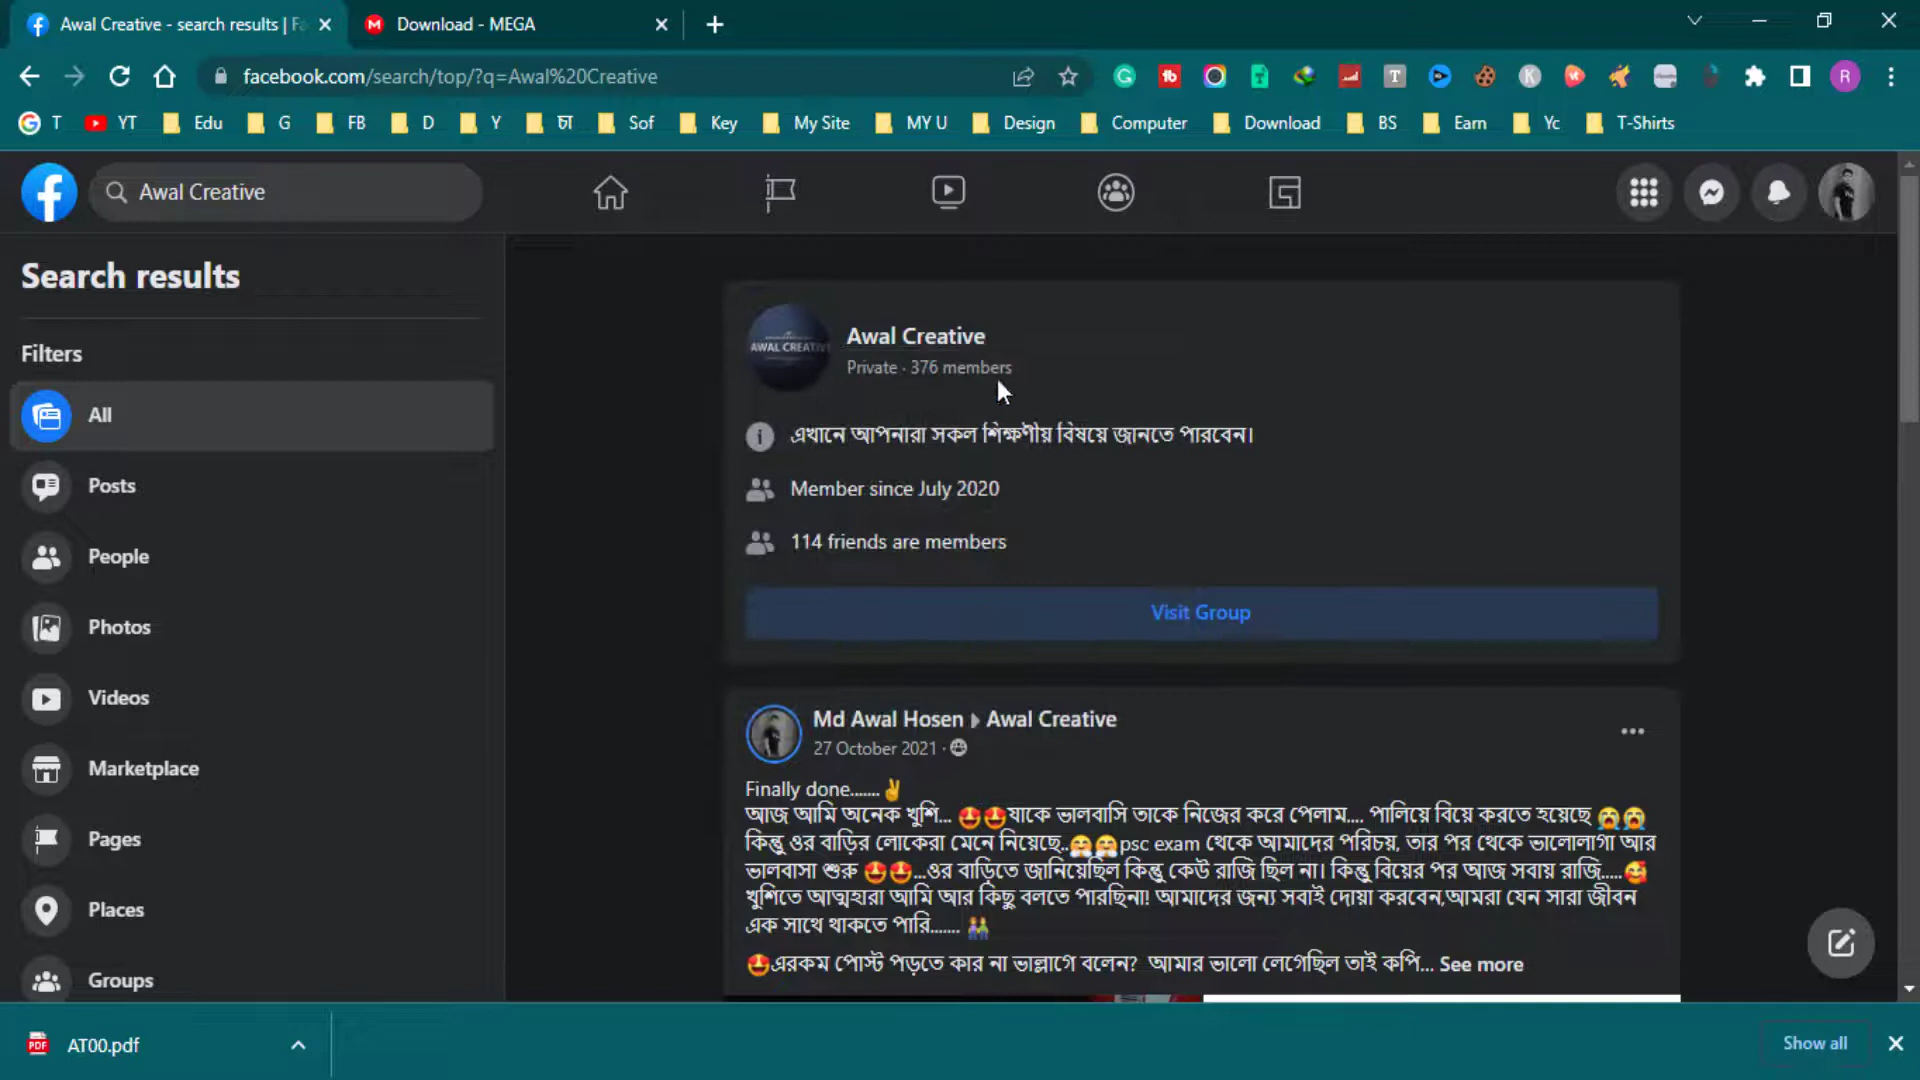 Awal Creative - search results | Fa
Download - MEGA
facebook.com/search/top/?q=Awal%20Creative
T YT Edu G FB D Y চা Sof Key My Site MY U Design Computer Download BS Earn Yc T-Shirts
Awal Creative
Search results
Filters
All
Posts
People
Photos
Videos
Marketplace
Pages
Places
Groups
AWAL CREATIV
Awal Creative
Private · 376 members
এখানে আপনারা সকল শিক্ষণীয় বিষয়ে জানতে পারবেন।
Member since July 2020
114 friends are members
Visit Group
Md Awal Hosen ▸ Awal Creative
27 October 2021 ·
Finally done.......✌
আজ আমি অনেক খুশি... 🤩🤩যাকে ভালবাসি তাকে নিজের করে পেলাম.... পালিয়ে বিয়ে করতে হয়েছে 😭😭
কিন্তু ওর বাড়ির লোকেরা মেনে নিয়েছে..🤗🤗psc exam থেকে আমাদের পরিচয়, তার পর থেকে ভালোলাগা আর
ভালবাসা শুরু 🤩🤩...ওর বাড়িতে জানিয়েছিল কিন্তু কেউ রাজি ছিল না। কিন্তু বিয়ের পর আজ সবায় রাজি.....🥰
খুশিতে আত্মহারা আমি আর কিছু বলতে পারছিনা! আমাদের জন্য সবাই দোয়া করবেন,আমরা যেন সারা জীবন
এক সাথে থাকতে পারি....... 👫
🤩এরকম পোস্ট পড়তে কার না ভাল্লাগে বলেন? আমার ভালো লেগেছিল তাই কপি... See more
AT00.pdf
Show all